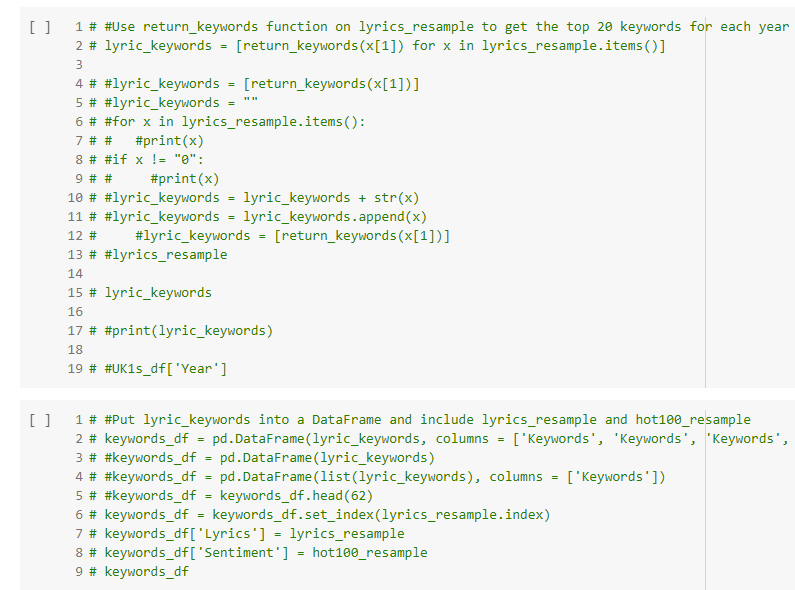 [ ] 1 # #Use return_keywords function on lyrics_resample to get the top 20 keywords for each year
2 # lyric_keywords = [return_keywords(x[1]) for x in lyrics_resample.items()]
3
4 # #lyric_keywords = [return_keywords(x[1])]
5 # #lyric_keywords = ""
6 # #for x in lyrics_resample.items():
7 # #   #print(x)
8 # #if x != "0":
9 # #     #print(x)
10 # #lyric_keywords = lyric_keywords + str(x)
11 # #lyric_keywords = lyric_keywords.append(x)
12 #     #lyric_keywords = [return_keywords(x[1])]
13 # #lyrics_resample
14
15 # lyric_keywords
16
17 # #print(lyric_keywords)
18
19 # #UK1s_df['Year']
[ ] 1 # #Put lyric_keywords into a DataFrame and include lyrics_resample and hot100_resample
2 # keywords_df = pd.DataFrame(lyric_keywords, columns = ['Keywords', 'Keywords', 'Keywords',
3 # #keywords_df = pd.DataFrame(lyric_keywords)
4 # #keywords_df = pd.DataFrame(list(lyric_keywords), columns = ['Keywords'])
5 # #keywords_df = keywords_df.head(62)
6 # keywords_df = keywords_df.set_index(lyrics_resample.index)
7 # keywords_df['Lyrics'] = lyrics_resample
8 # keywords_df['Sentiment'] = hot100_resample
9 # keywords_df